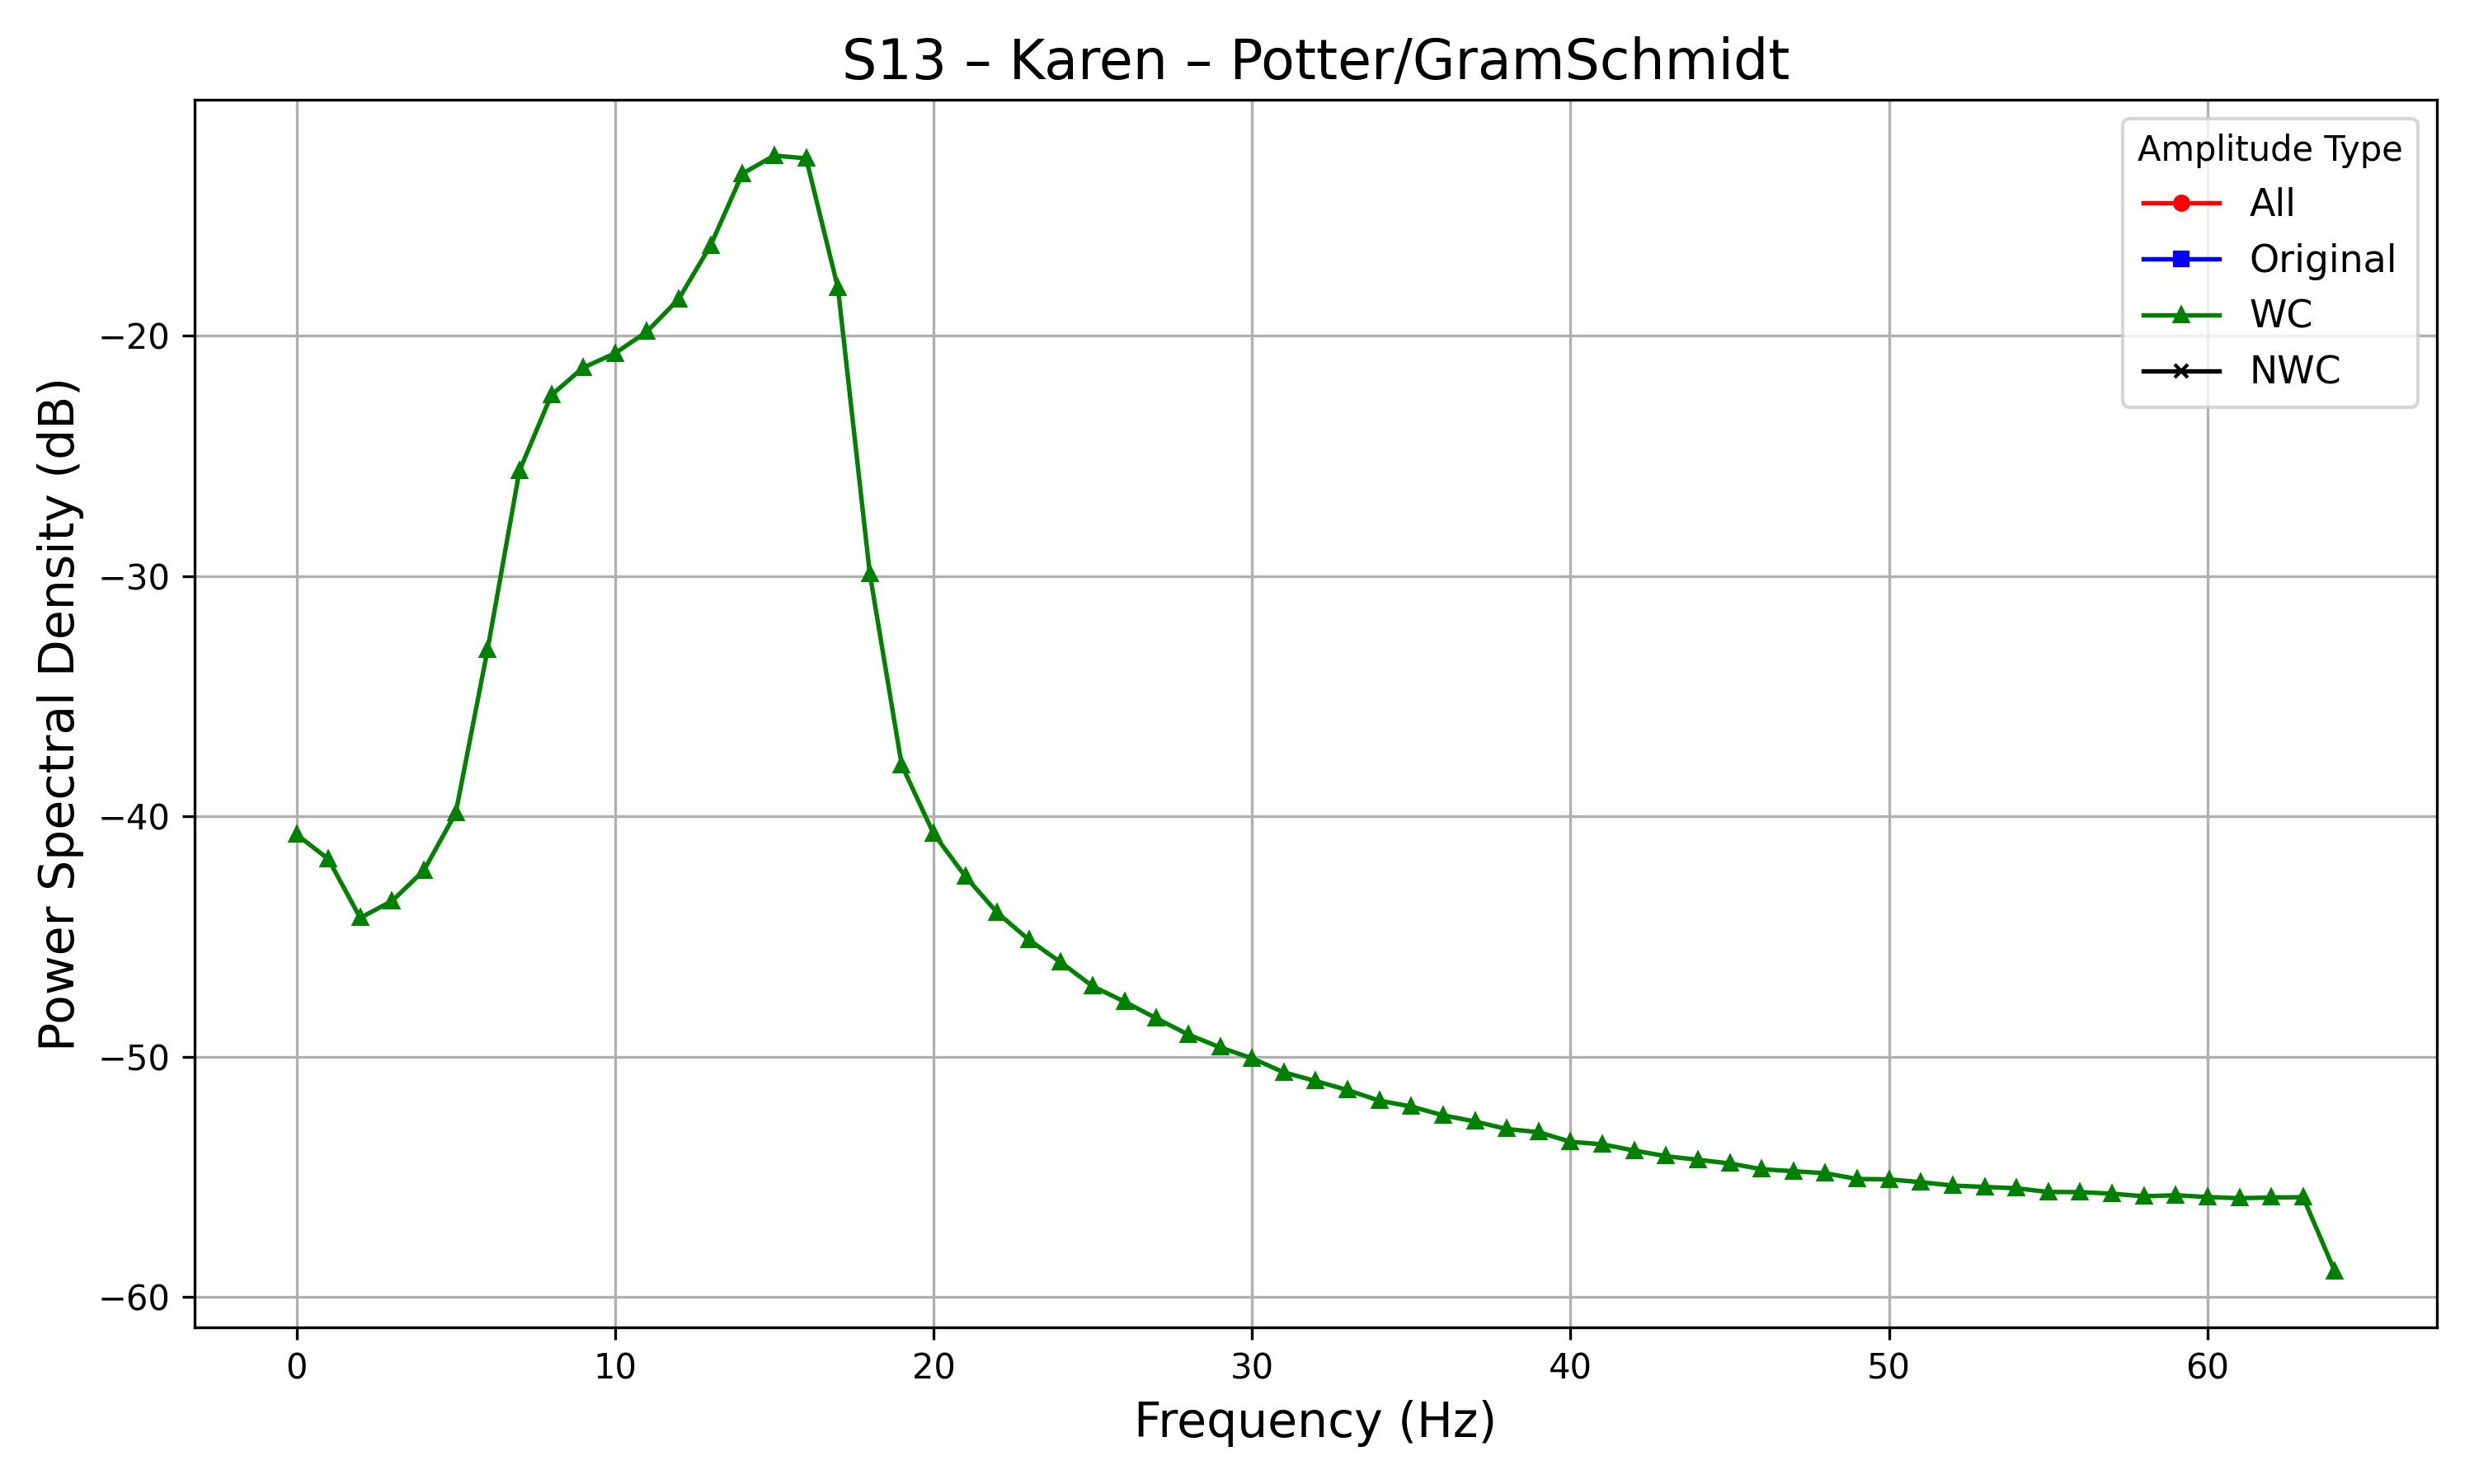 S13 – Karen – Potter/GramSchmidt
Amplitude Type
All
Original
WC
NWC
Power Spectral Density (dB)
−20
−30
−40
−50
−60
0 10 20 30 40 50 60
Frequency (Hz)